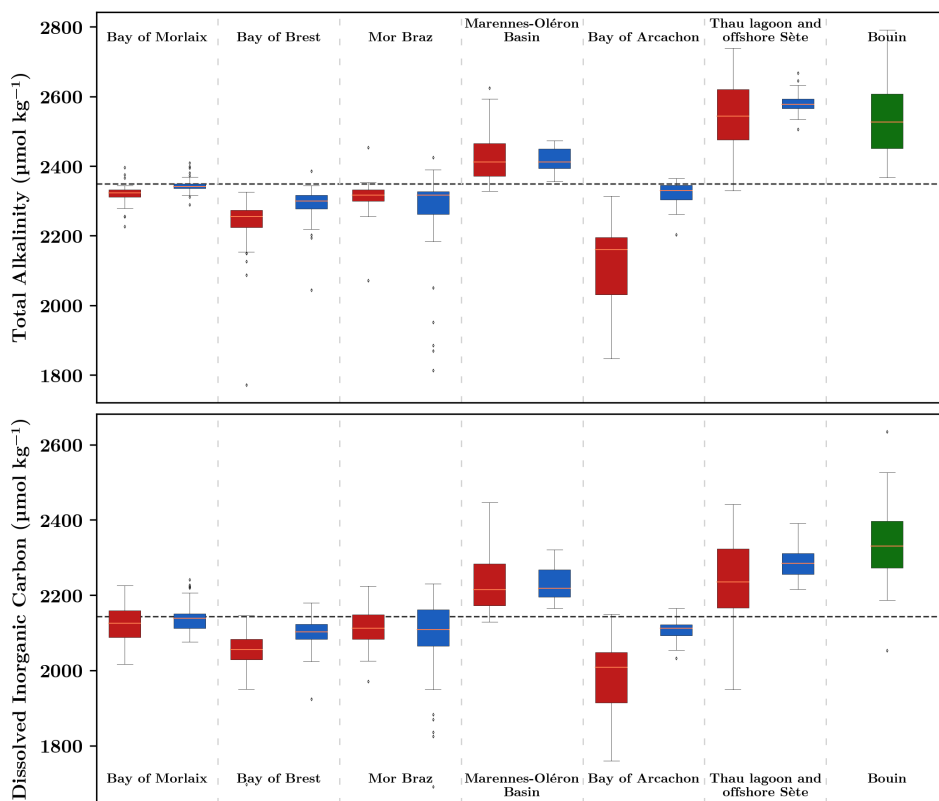 2800
2600
2400
2200
2000
1800
Total Alkalinity (µmol kg⁻¹)
Bay of Morlaix
Bay of Brest
Mor Braz
Marennes-Oléron
Basin
Bay of Arcachon
Thau lagoon and
offshore Sète
Bouin
2600
2400
2200
2000
1800
Dissolved Inorganic Carbon (µmol kg⁻¹)
Bay of Morlaix
Bay of Brest
Mor Braz
Marennes-Oléron
Basin
Bay of Arcachon
Thau lagoon and
offshore Sète
Bouin